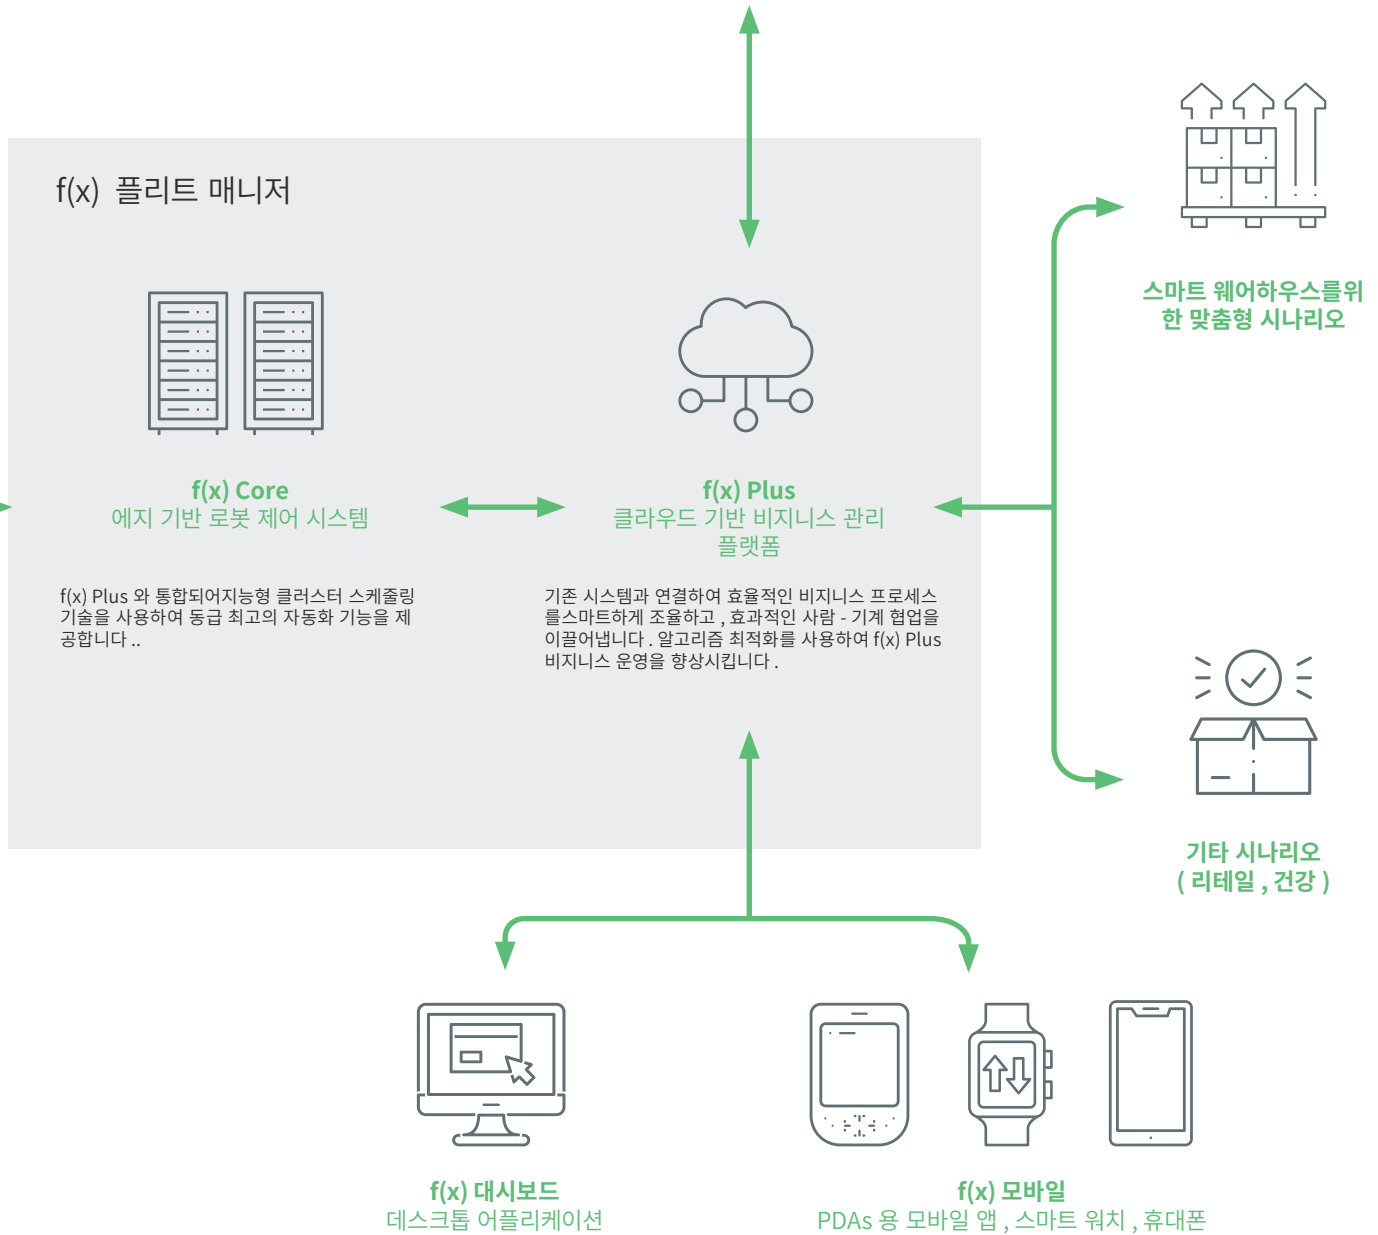 f(x) 플리트 매니저
스마트 웨어하우스를위
한 맞춤형 시나리오
f(x) Core
에지 기반 로봇 제어 시스템
f(x) Plus 와 통합되어지능형 클러스터 스케줄링
기술을 사용하여 동급 최고의 자동화 기능을 제
공합니다 ..
f(x) Plus
클라우드 기반 비지니스 관리
플랫폼
기존 시스템과 연결하여 효율적인 비지니스 프로세스
를스마트하게 조율하고 , 효과적인 사람 - 기계 협업을
이끌어냅니다 . 알고리즘 최적화를 사용하여 f(x) Plus
비지니스 운영을 향상시킵니다 .
기타 시나리오
( 리테일 , 건강 )
f(x) 대시보드
데스크톱 어플리케이션
f(x) 모바일
PDAs 용 모바일 앱 , 스마트 워치 , 휴대폰